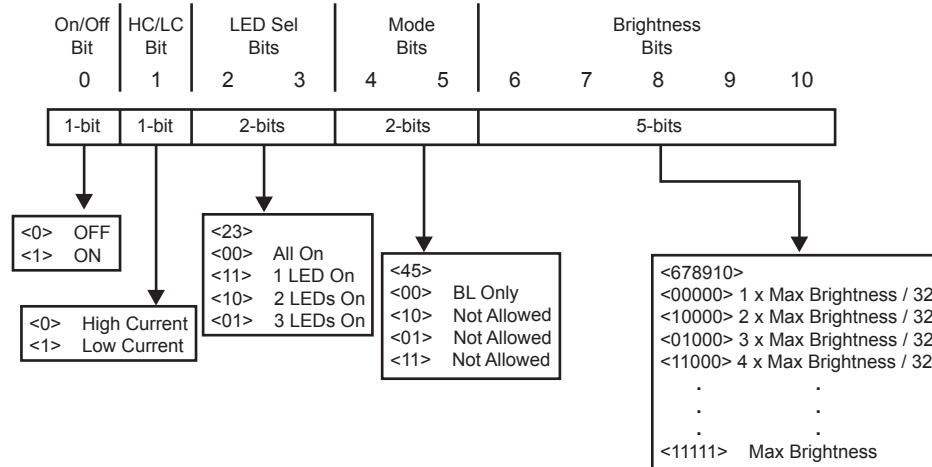 On/Off Bit
HC/LC Bit
LED Sel Bits
Mode Bits
Brightness Bits
0 1 2 3 4 5 6 7 8 9 10
1-bit 1-bit 2-bits 2-bits 5-bits
<0> OFF
<1> ON
<0> High Current
<1> Low Current
<23>
<00> All On
<11> 1 LED On
<10> 2 LEDs On
<01> 3 LEDs On
<45>
<00> BL Only
<10> Not Allowed
<01> Not Allowed
<11> Not Allowed
<678910>
<00000> 1 x Max Brightness / 32
<10000> 2 x Max Brightness / 32
<01000> 3 x Max Brightness / 32
<11000> 4 x Max Brightness / 32
. .
. .
. .
<11111> Max Brightness